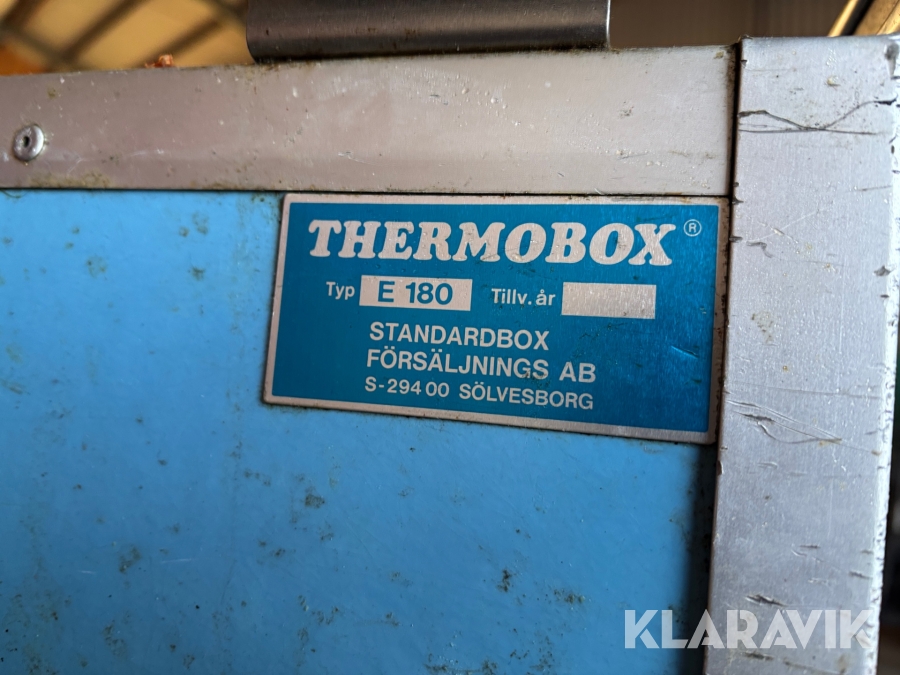 THERMOBOX®
Typ E 180 Tillv. år
STANDARDBOX
FÖRSÄLJNINGS AB
S-294 00 SÖLVESBORG
KLARAVIK